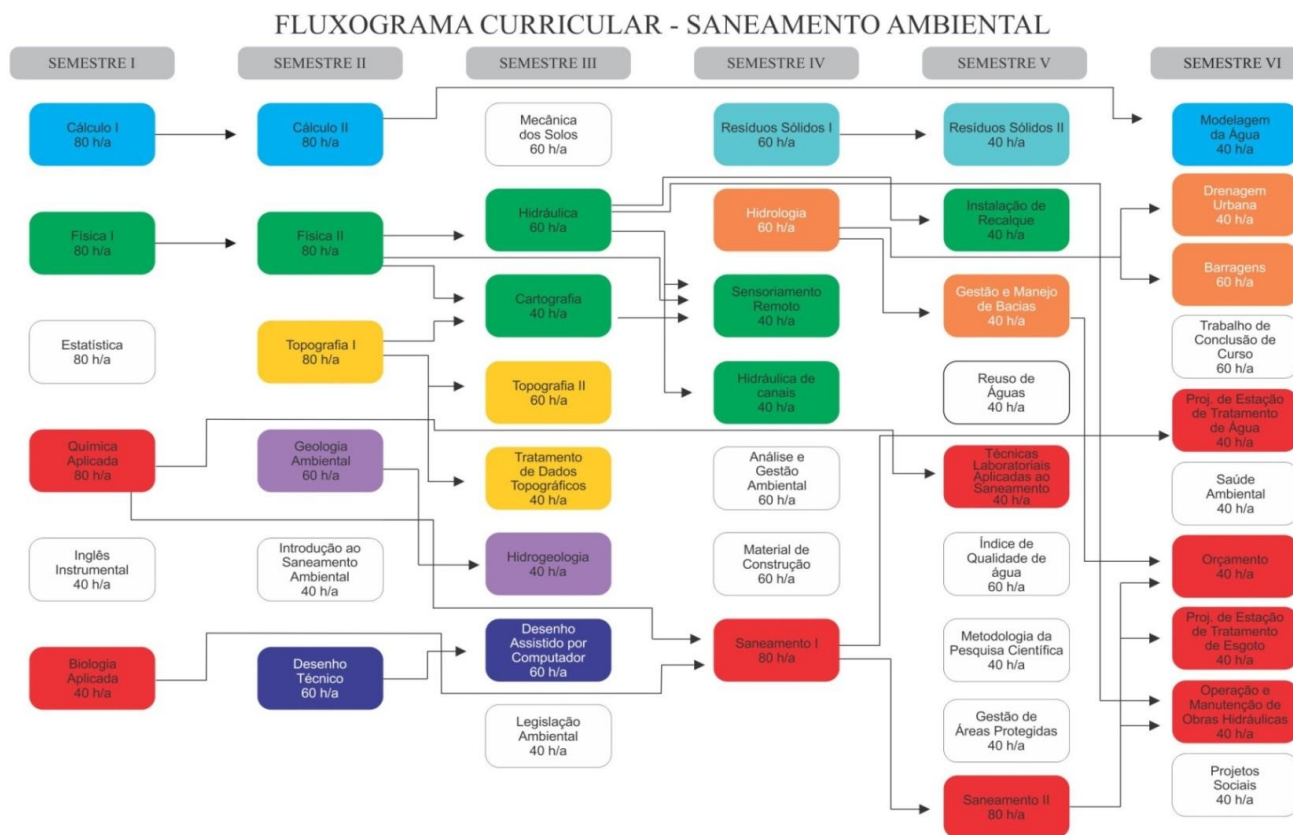 FLUXOGRAMA CURRICULAR - SANEAMENTO AMBIENTAL
SEMESTRE I
Cálculo I
80 h/a
Física I
80 h/a
Estatística
80 h/a
Química
Aplicada
80 h/a
Inglês
Instrumental
40 h/a
Biologia
Aplicada
40 h/a
SEMESTRE II
Cálculo II
80 h/a
Física II
80 h/a
Topografia I
80 h/a
Geologia
Ambiental
60 h/a
Introdução ao
Saneamento
Ambiental
40 h/a
Desenho
Técnico
60 h/a
SEMESTRE III
Mecânica
dos Solos
60 h/a
Hidráulica
60 h/a
Cartografia
40 h/a
Topografia II
60 h/a
Tratamento
de Dados
Topográficos
40 h/a
Hidrogeologia
40 h/a
Desenho
Assistido por
Computador
60 h/a
Legislação
Ambiental
40 h/a
SEMESTRE IV
Resíduos Sólidos I
60 h/a
Hidrologia
60 h/a
Sensoriamento
Remoto
40 h/a
Hidráulica de
canais
40 h/a
Análise e
Gestão
Ambiental
60 h/a
Material de
Construção
60 h/a
Saneamento I
80 h/a
SEMESTRE V
Resíduos Sólidos II
40 h/a
Instalação de
Recalque
40 h/a
Gestão e Manejo
de Bacias
40 h/a
Reuso de
Águas
40 h/a
Técnicas
Laboratoriais
Aplicadas ao
Saneamento
40 h/a
Índice de
Qualidade de
água
60 h/a
Metodologia da
Pesquisa Científica
40 h/a
Gestão de
Áreas Protegidas
40 h/a
Saneamento II
80 h/a
SEMESTRE VI
Modelagem
da Água
40 h/a
Drenagem
Urbana
40 h/a
Barragens
60 h/a
Trabalho de
Conclusão de
Curso
60 h/a
Proj. de Estação
de Tratamento
de Água
40 h/a
Saúde
Ambiental
40 h/a
Orçamento
40 h/a
Proj. de Estação
de Tratamento
de Esgoto
40 h/a
Operação e
Manutenção de
Obras Hidráulicas
40 h/a
Projetos
Sociais
40 h/a